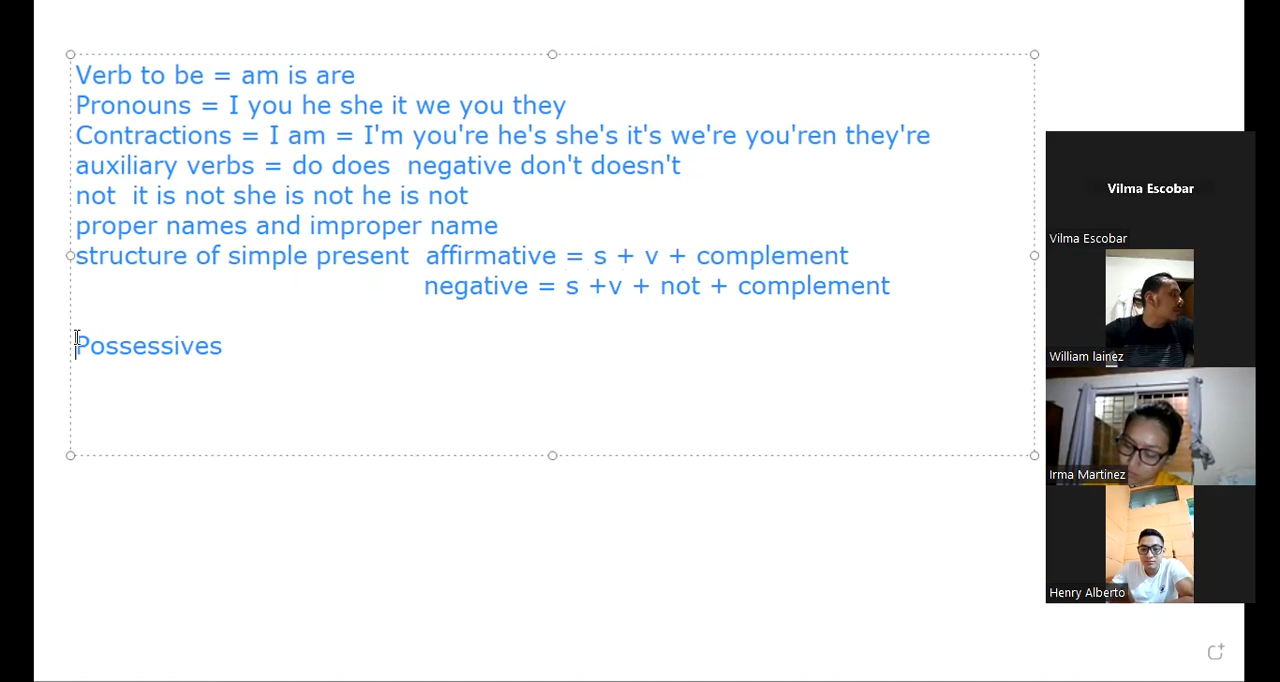 Verb to be = am is are
Pronouns = I you he she it we you they
Contractions = I am = I'm you're he's she's it's we're you'ren they're
auxiliary verbs = do does  negative don't doesn't
not  it is not she is not he is not
proper names and improper name
structure of simple present  affirmative = s + v + complement
negative = s +v + not + complement
Possessives
Vilma Escobar
Vilma Escobar
William lainez
Irma Martinez
Henry Alberto